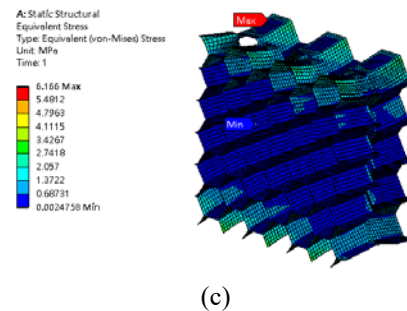 A: Static Structural
Equivalent Stress
Type: Equivalent (von-Mises) Stress
Unit: MPa
Time: 1
6.166 Max
5.4812
4.7963
4.1115
3.4267
2.7418
2.057
1.3722
0.68731
0.0024758 Min
Max
Min
(c)